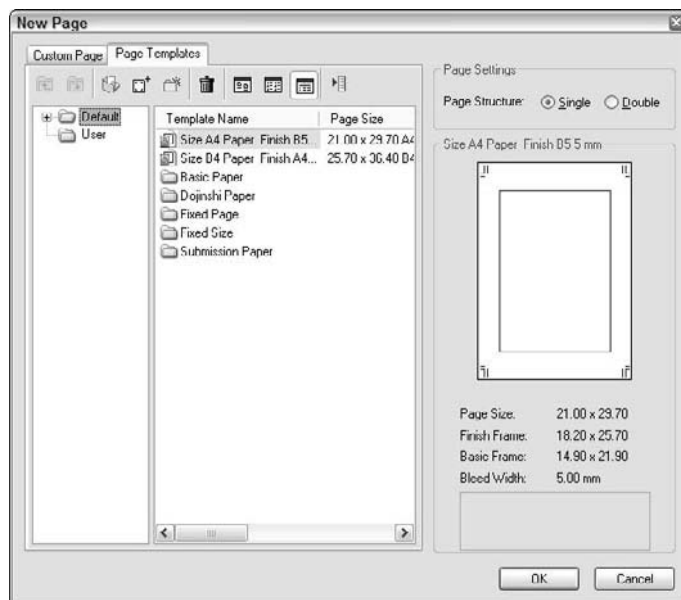 New Page
Custom Page
Page Templates
Default
User
Template Name
Page Size
Size A4 Paper Finish B5...
21.00 x 29.70 A4
Size B4 Paper Finish A4...
25.70 x 36.40 B4
Basic Paper
Dojinshi Paper
Fixed Page
Fixed Size
Submission Paper
Page Settings
Page Structure:
Single
Double
Size A4 Paper Finish B5 5 mm
Page Size:
21.00 x 29.70
Finish Frame:
18.20 x 25.70
Basic Frame:
14.90 x 21.90
Bleed Width:
5.00 mm
OK
Cancel